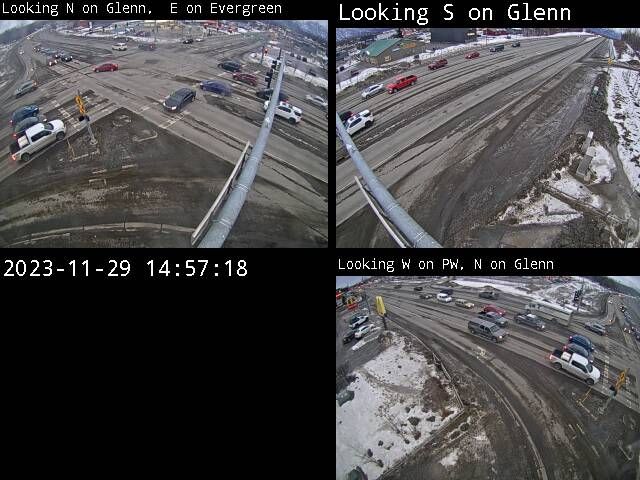 Looking N on Glenn,  E on Evergreen
Looking S on Glenn
2023-11-29 14:57:18
Looking W on PW, N on Glenn